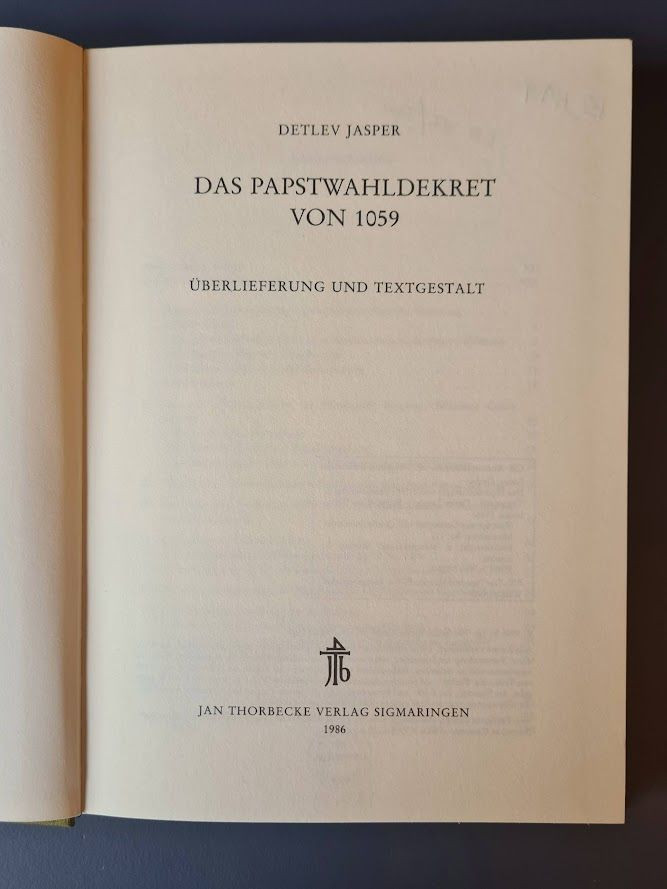 DETLEV JASPER
DAS PAPSTWAHLDEKRET
VON 1059
ÜBERLIEFERUNG UND TEXTGESTALT
JAN THORBECKE VERLAG SIGMARINGEN
1986